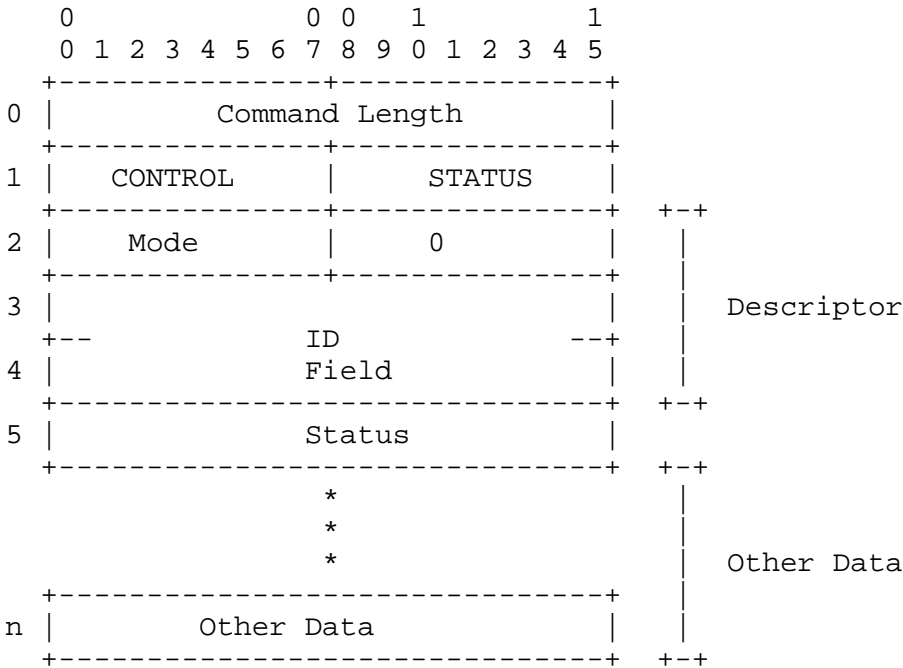 0 0 0 1 1
0 1 2 3 4 5 6 7 8 9 0 1 2 3 4 5
+---------------+---------------+
0 | Command Length |
+---------------+---------------+
1 | CONTROL | STATUS |
+---------------+---------------+ +-+
2 | Mode | 0 | |
+---------------+---------------+ |
3 | | | Descriptor
+-- ID --+ |
4 | Field | |
+-------------------------------+ +-+
5 | Status |
+-------------------------------+ +-+
* |
* |
* | Other Data
+-------------------------------+ |
n | Other Data | |
+-------------------------------+ +-+